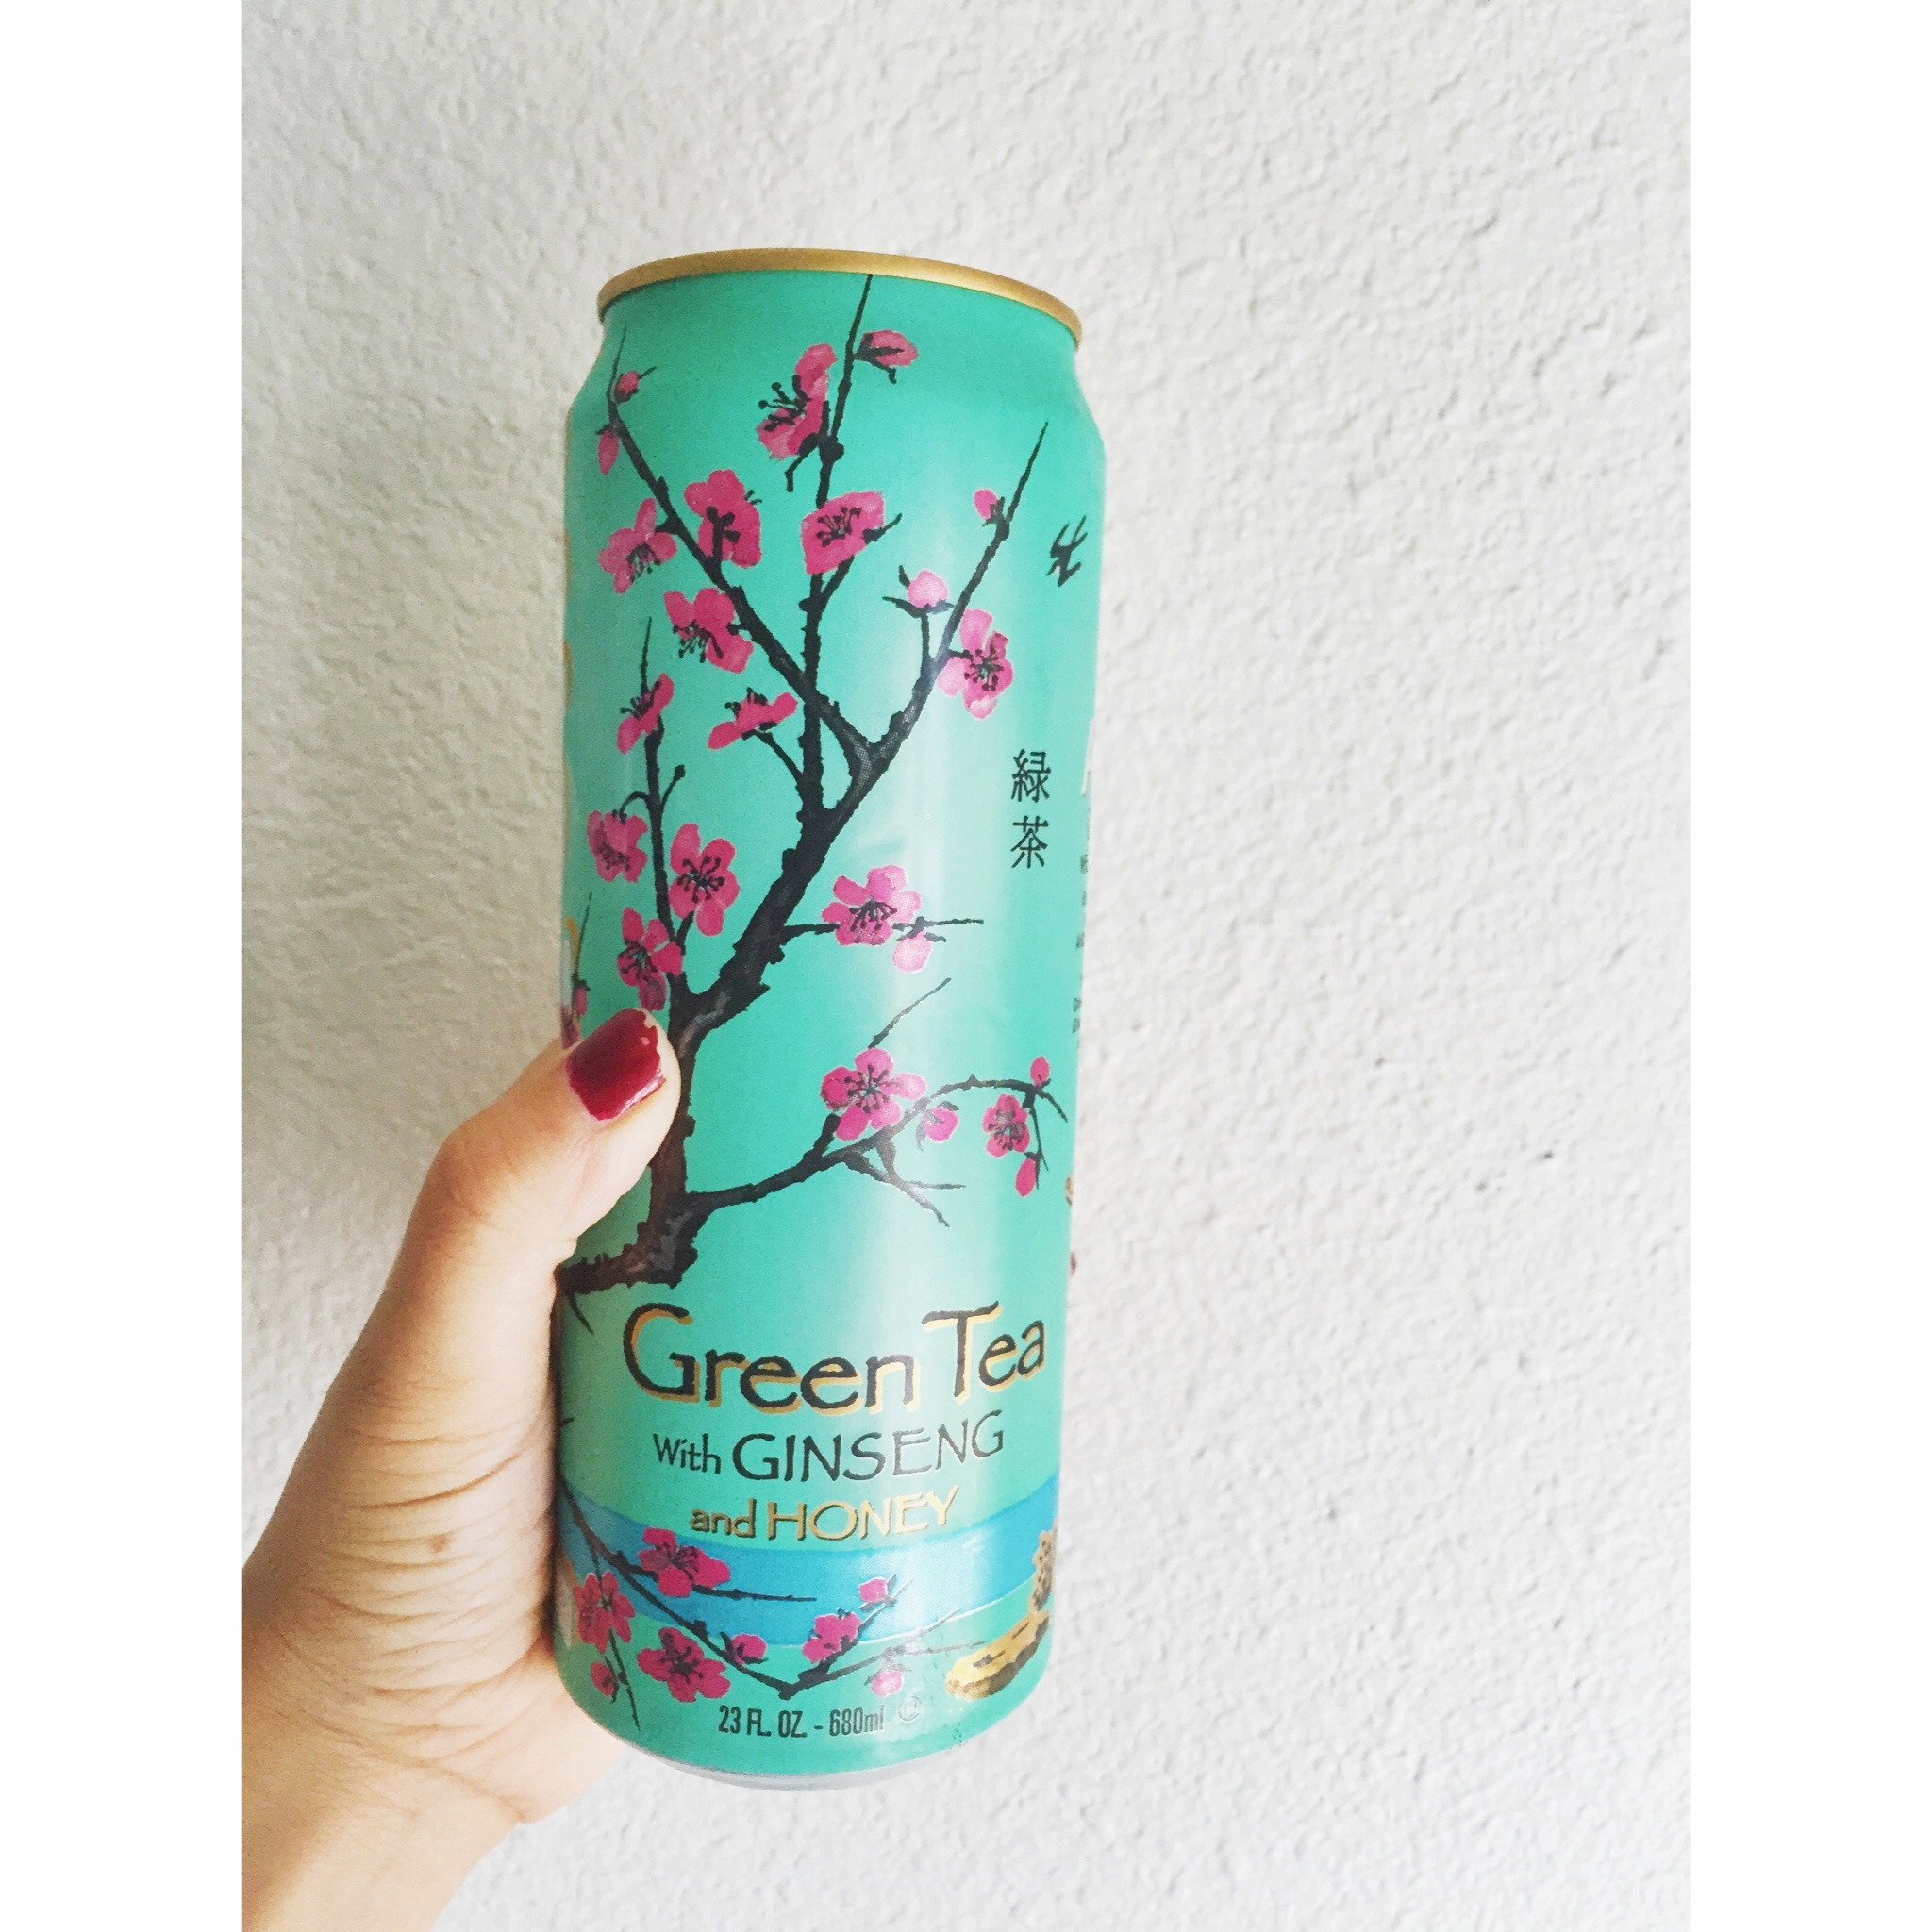 緑
茶
Green Tea
With GINSENG
and HONEY
23 FL. OZ. - 680ml